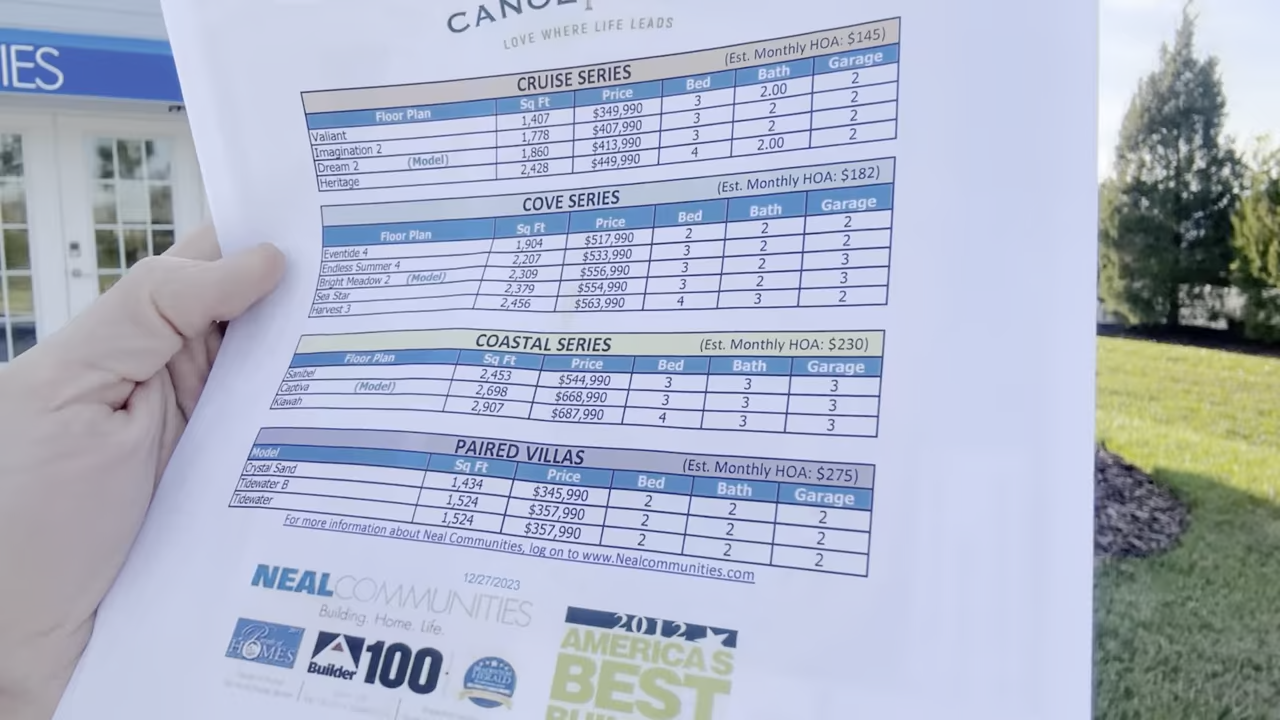 IES
CANOE
LOVE WHERE LIFE LEADS
CRUISE SERIES (Est. Monthly HOA: $145)
Floor Plan Sq Ft Price Bed Bath Garage
Valiant 1,407 $349,990 3 2.00 2
Imagination 2 1,778 $407,990 3 2 2
Dream 2 (Model) 1,860 $413,990 3 2 2
Heritage 2,428 $449,990 4 2.00 2
COVE SERIES (Est. Monthly HOA: $182)
Floor Plan Sq Ft Price Bed Bath Garage
Eventide 4 1,904 $517,990 2 2 2
Endless Summer 4 2,207 $533,990 3 2 2
Bright Meadow 2 (Model) 2,309 $556,990 3 2 3
Sea Star 2,379 $554,990 3 2 3
Harvest 3 2,456 $563,990 4 3 2
COASTAL SERIES (Est. Monthly HOA: $230)
Floor Plan Sq Ft Price Bed Bath Garage
Sanibel 2,453 $544,990 3 3 3
Captiva (Model) 2,698 $668,990 3 3 3
Kiawah 2,907 $687,990 4 3 3
PAIRED VILLAS (Est. Monthly HOA: $275)
Model Sq Ft Price Bed Bath Garage
Crystal Sand 1,434 $345,990 2 2 2
Tidewater B 1,524 $357,990 2 2 2
Tidewater 1,524 $357,990 2 2 2
For more information about Neal Communities, log on to www.Nealcommunities.com
12/27/2023
NEALCOMMUNITIES
Building. Home. Life.
HOMES
Builder 100
HERALD
2012
AMERICA'S
BEST